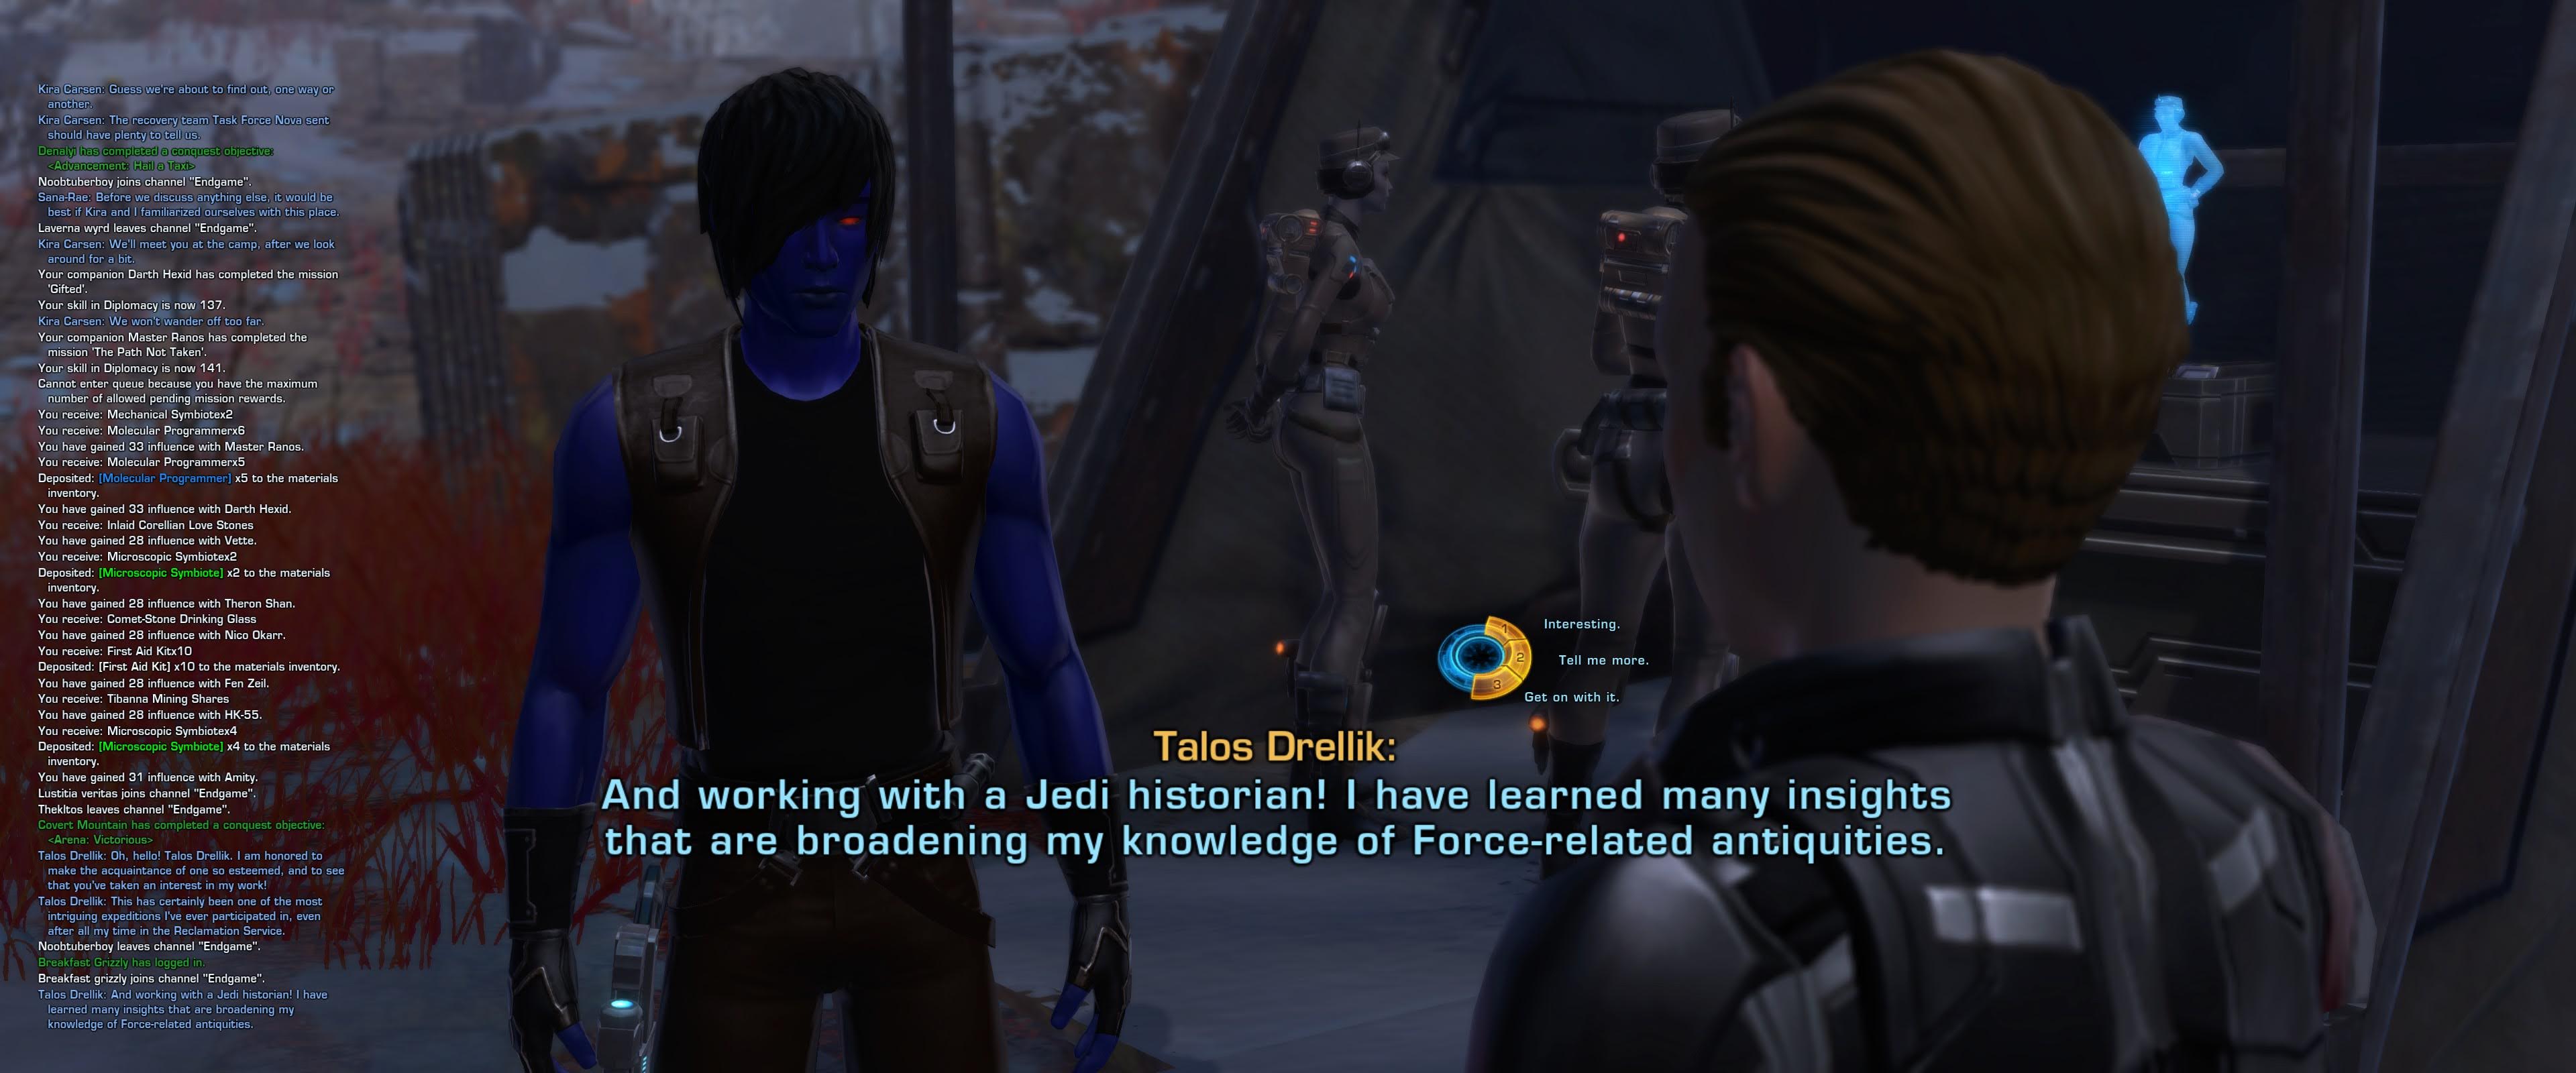 Kira Carsen: Guess we're about to find out, one way or
another.
Kira Carsen: The recovery team Task Force Nova sent
should have plenty to tell us.
Denalyi has completed a conquest objective:
<Advancement: Hail a Taxi>
Noobtuberboy joins channel "Endgame".
Sana-Rae: Before we discuss anything else, it would be
best if Kira and I familiarized ourselves with this place.
Laverna wyrd leaves channel "Endgame".
Kira Carsen: We'll meet you at the camp, after we look
around for a bit.
Your companion Darth Hexid has completed the mission
'Gifted'.
Your skill in Diplomacy is now 137.
Kira Carsen: We won't wander off too far.
Your companion Master Ranos has completed the
mission 'The Path Not Taken'.
Your skill in Diplomacy is now 141.
Cannot enter queue because you have the maximum
number of allowed pending mission rewards.
You receive: Mechanical Symbiotex2
You receive: Molecular Programmerx6
You have gained 33 influence with Master Ranos.
You receive: Molecular Programmerx5
Deposited: [Molecular Programmer] x5 to the materials
inventory.
You have gained 33 influence with Darth Hexid.
You receive: Inlaid Corellian Love Stones
You have gained 28 influence with Vette.
You receive: Microscopic Symbiotex2
Deposited: [Microscopic Symbiote] x2 to the materials
inventory.
You have gained 28 influence with Theron Shan.
You receive: Comet-Stone Drinking Glass
You have gained 28 influence with Nico Okarr.
You receive: First Aid Kitx10
Deposited: [First Aid Kit] x10 to the materials inventory.
You have gained 28 influence with Fen Zeil.
You receive: Tibanna Mining Shares
You have gained 28 influence with HK-55.
You receive: Microscopic Symbiotex4
Deposited: [Microscopic Symbiote] x4 to the materials
inventory.
You have gained 31 influence with Amity.
Lustitia veritas joins channel "Endgame".
Thekltos leaves channel "Endgame".
Covert Mountain has completed a conquest objective:
<Arena: Victorious>
Talos Drellik: Oh, hello! Talos Drellik. I am honored to
make the acquaintance of one so esteemed, and to see
that you've taken an interest in my work!
Talos Drellik: This has certainly been one of the most
intriguing expeditions I've ever participated in, even
after all my time in the Reclamation Service.
Noobtuberboy leaves channel "Endgame".
Breakfast Grizzly has logged in.
Breakfast grizzly joins channel "Endgame".
Talos Drellik: And working with a Jedi historian! I have
learned many insights that are broadening my
knowledge of Force-related antiquities.
1 Interesting.
2 Tell me more.
3 Get on with it.
Talos Drellik:
And working with a Jedi historian! I have learned many insights
that are broadening my knowledge of Force-related antiquities.